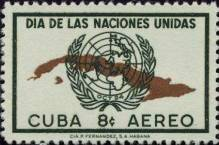 DIA DE LAS NACIONES UNIDAS
CUBA 8¢ AEREO
CIA. P. FERNANDEZ, S. A. HABANA